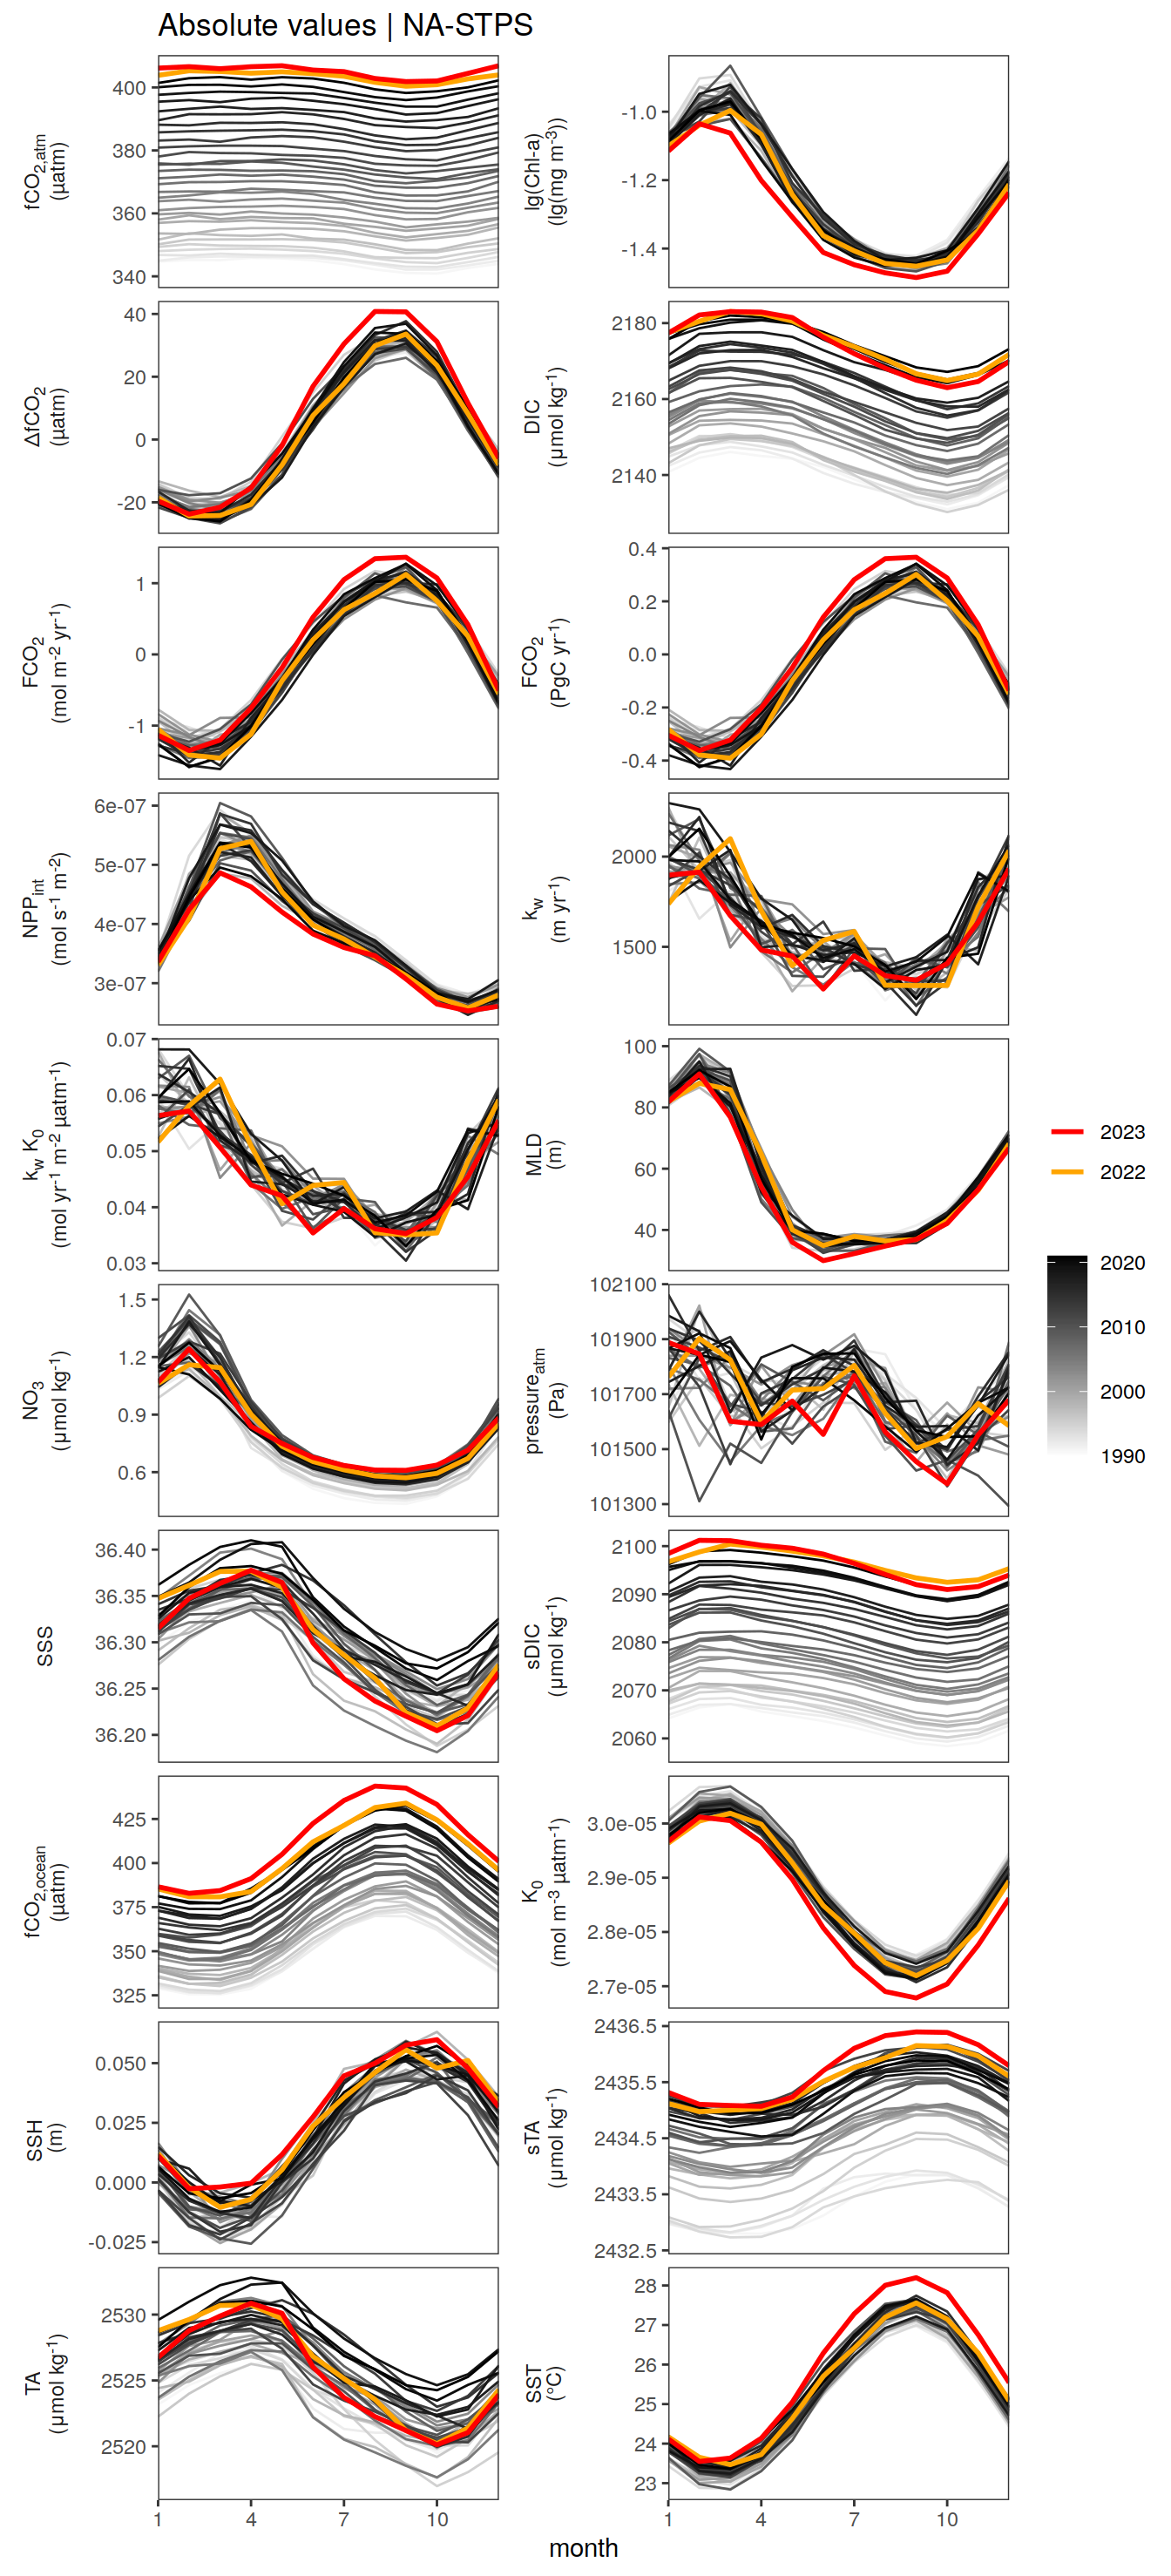 Absolute values | NA-STPS
fCO2,atm
(µatm)
400
380
360
340
lg(Chl-a)
(lg(mg m-3))
-1.0
-1.2
-1.4
ΔfCO2
(µatm)
40
20
0
-20
DIC
(µmol kg-1)
2180
2160
2140
FCO2
(mol m-2 yr-1)
1
0
-1
FCO2
(PgC yr-1)
0.4
0.2
0.0
-0.2
-0.4
NPPint
(mol s-1 m-2)
6e-07
5e-07
4e-07
3e-07
kw
(m yr-1)
2000
1500
kw K0
(mol yr-1 m-2 µatm-1)
0.07
0.06
0.05
0.04
0.03
MLD
(m)
100
80
60
40
NO3
(µmol kg-1)
1.5
1.2
0.9
0.6
pressureatm
(Pa)
102100
101900
101700
101500
101300
SSS
36.40
36.35
36.30
36.25
36.20
sDIC
(µmol kg-1)
2100
2090
2080
2070
2060
fCO2,ocean
(µatm)
425
400
375
350
325
K0
(mol m-3 µatm-1)
3.0e-05
2.9e-05
2.8e-05
2.7e-05
SSH
(m)
0.050
0.025
0.000
-0.025
sTA
(µmol kg-1)
2436.5
2435.5
2434.5
2433.5
2432.5
TA
(µmol kg-1)
2530
2525
2520
SST
(°C)
28
27
26
25
24
23
1 4 7 10
1 4 7 10
month
2023
2022
2020
2010
2000
1990